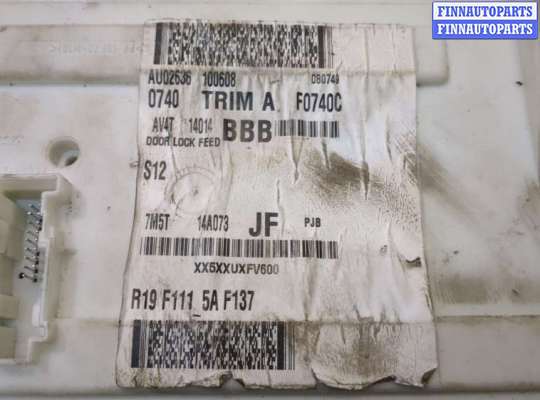 FINNAUTOPARTS
FINNAUTOPARTS
AU02636 100608 080749
0740 TRIM A F0740C
AV4T 14014 BBB
DOOR LOCK FEED
S12
7M5T 14A073 JF PJB
XX5XXUXFV600
R19 F111 5A F137